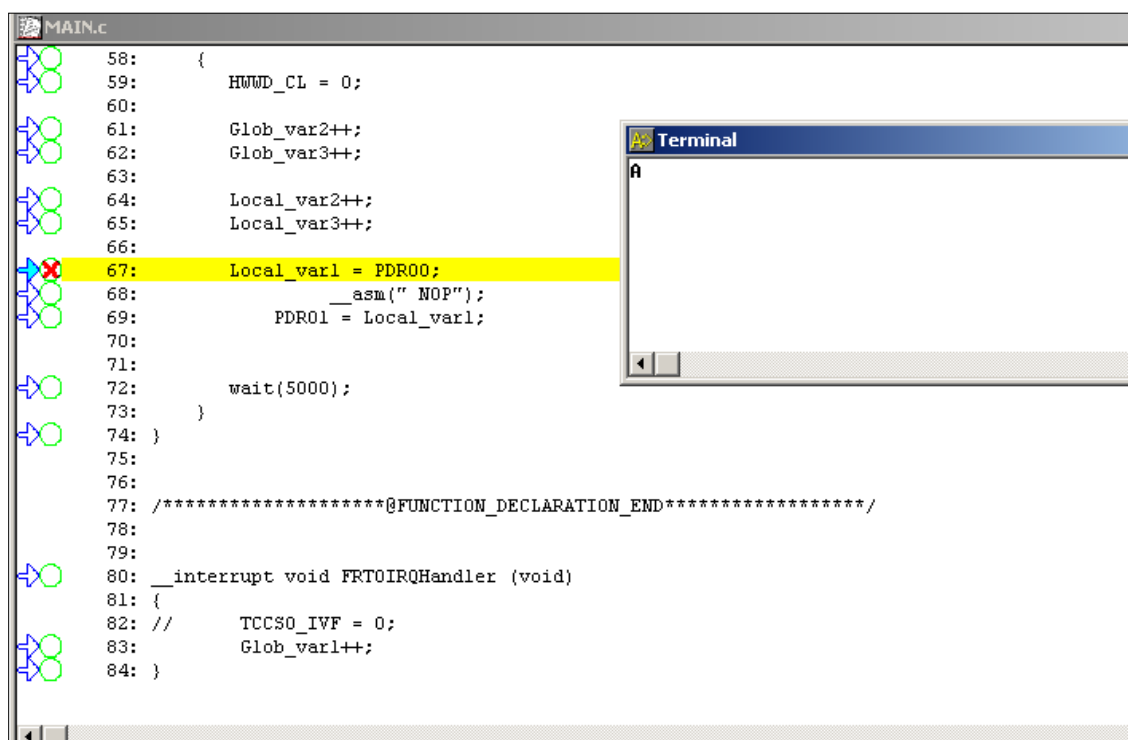 MAIN.c
58: {
59: HWWD_CL = 0;
60:
61: Glob_var2++;
62: Glob_var3++;
63:
64: Local_var2++;
65: Local_var3++;
66:
67: Local_var1 = PDR00;
68: __asm(" NOP");
69: PDR01 = Local_var1;
70:
71:
72: wait(5000);
73: }
74: }
75:
76:
77: /********************@FUNCTION_DECLARATION_END******************/
78:
79:
80: __interrupt void FRT0IRQHandler (void)
81: {
82: // TCCS0_IVF = 0;
83: Glob_var1++;
84: }
Terminal
A